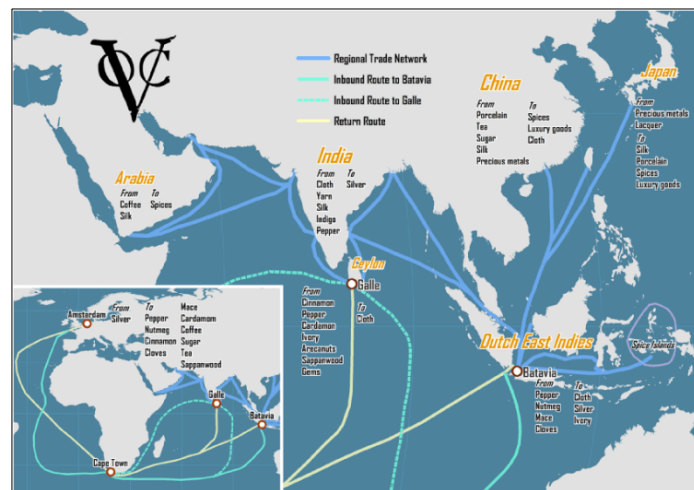 VOC
Regional Trade Network
Inbound Route to Batavia
Inbound Route to Galle
Return Route
China
From
Porcelain
Tea
Sugar
Silk
Precious metals
To
Spices
Luxury goods
Cloth
Japan
From
Precious metals
Lacquer
To
Silk
Porcelain
Spices
Luxury goods
Arabia
From
Coffee
Silk
To
Spices
India
From
Cloth
Yarn
Silk
Indigo
Pepper
To
Silver
Ceylon
Galle
From
Cinnamon
Pepper
Cardamon
Ivory
Arecanuts
Sappanwood
Gems
To
Cloth
Dutch East Indies
"Spice Islands"
Batavia
From
Pepper
Nutmeg
Mace
Cloves
To
Cloth
Silver
Ivory
Amsterdam
From
Silver
To
Pepper
Nutmeg
Cinnamon
Cloves
Mace
Cardamom
Coffee
Sugar
Tea
Sappanwood
Galle
Batavia
Cape Town